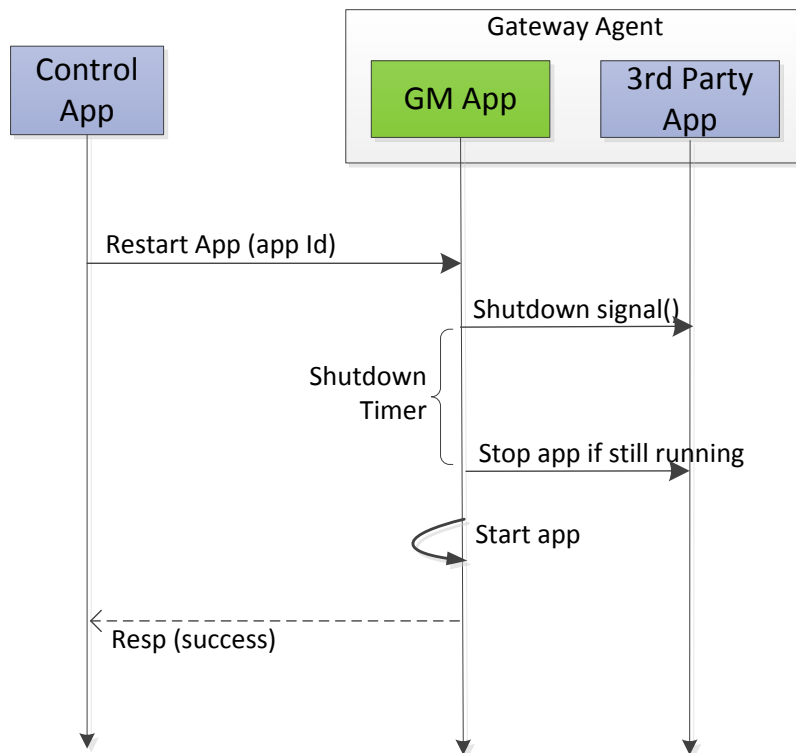 Gateway Agent
Control
App
GM App
3rd Party
App
Restart App (app Id)
Shutdown signal()
Shutdown
Timer
Stop app if still running
Start app
Resp (success)